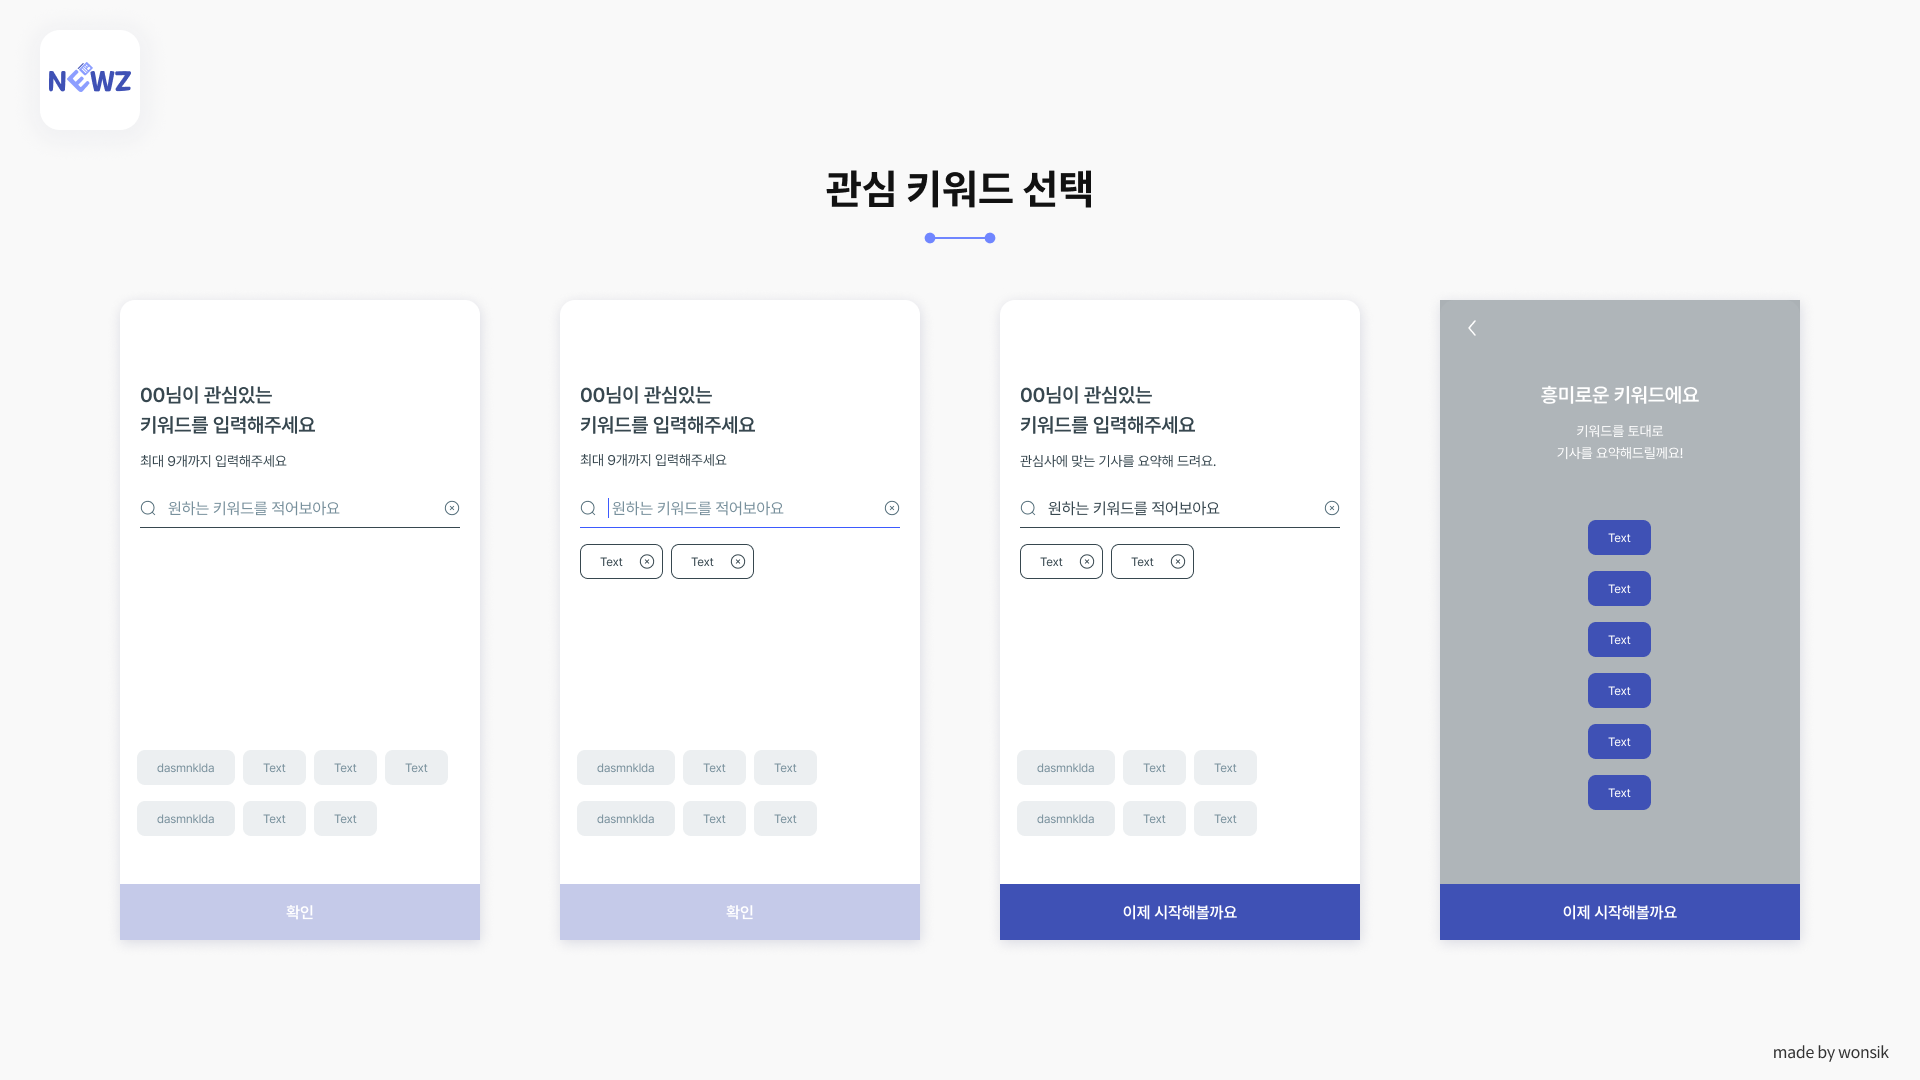 NEWZ
관심 키워드 선택
OO님이 관심있는
키워드를 입력해주세요
최대 9개까지 입력해주세요
원하는 키워드를 적어보아요
dasmnklda Text Text Text
dasmnklda Text Text
확인
OO님이 관심있는
키워드를 입력해주세요
최대 9개까지 입력해주세요
원하는 키워드를 적어보아요
Text Text
dasmnklda Text Text
dasmnklda Text Text
확인
OO님이 관심있는
키워드를 입력해주세요
관심사에 맞는 기사를 요약해 드려요.
원하는 키워드를 적어보아요
Text Text
dasmnklda Text Text
dasmnklda Text Text
이제 시작해볼까요
흥미로운 키워드에요
키워드를 토대로
기사를 요약해드릴께요!
Text
Text
Text
Text
Text
Text
이제 시작해볼까요
made by wonsik